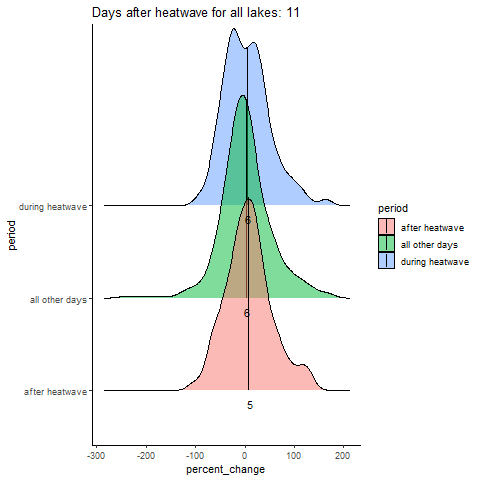 Days after heatwave for all lakes: 11
during heatwave
6
all other days
6
after heatwave
5
period
-300 -200 -100 0 100 200
percent_change
period
after heatwave
all other days
during heatwave